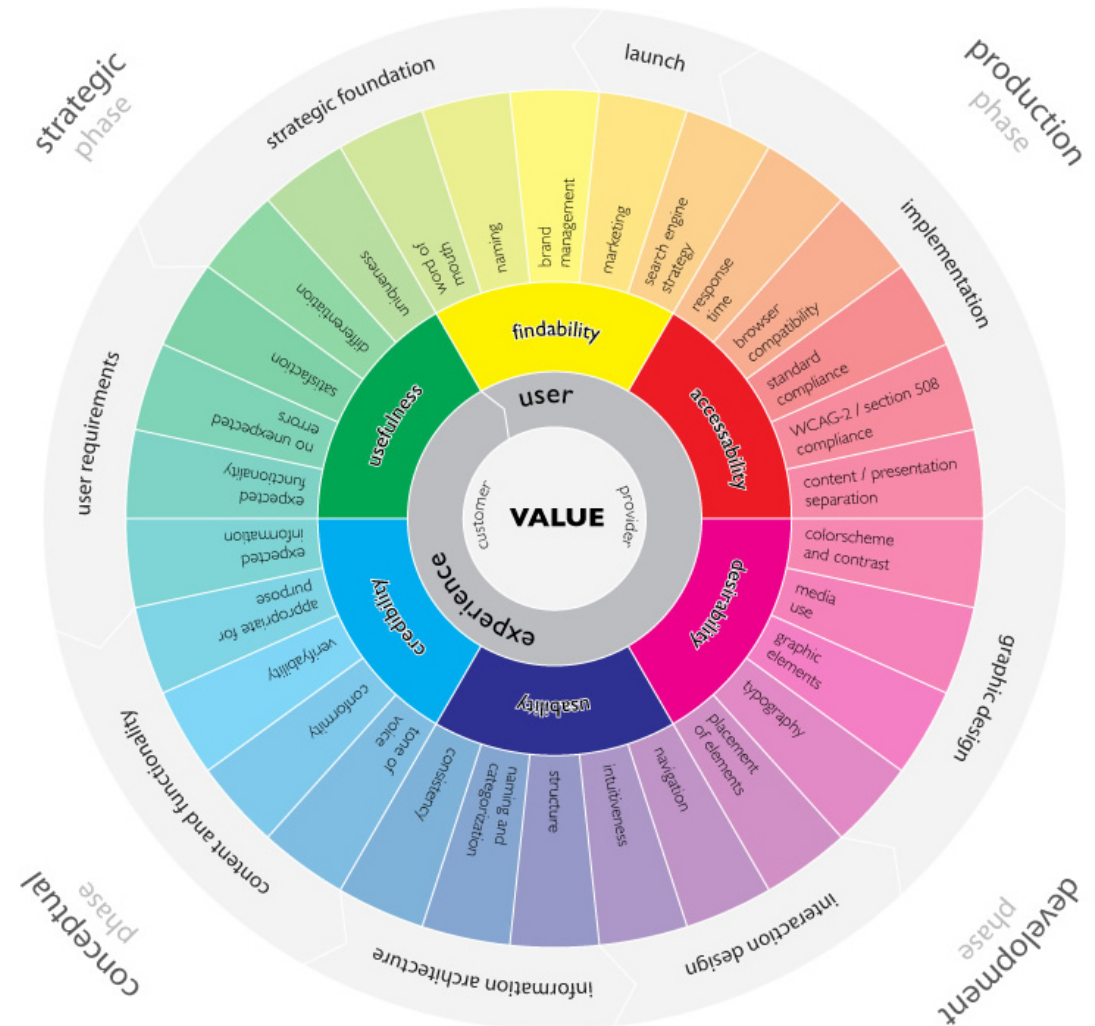 strategic
phase
production
phase
development
phase
conceptual
phase
launch
implementation
graphic design
interaction design
information architecture
content and functionality
user requirements
strategic foundation
findability
accessability
desirability
usability
credibility
usefulness
user
experience
customer
VALUE
provider
word of
mouth
naming
brand
management
marketing
search engine
strategy
response
time
browser
compatibility
standard
compliance
WCAG-2 / section 508
compliance
content / presentation
separation
colorscheme
and contrast
media
use
graphic
elements
typography
placement
of elements
navigation
intuitiveness
structure
naming and
categorization
consistency
tone of
voice
conformity
verifyability
appropriate for
purpose
expected
information
expected
functionality
no unexpected
errors
satisfaction
differentiation
uniqueness